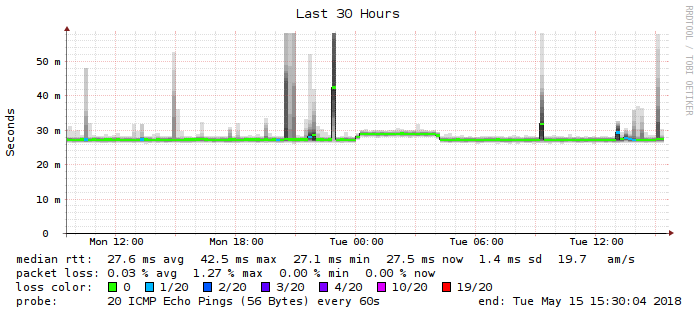 Last 30 Hours
RRDTOOL / TOBI OETIKER
Seconds
50 m
40 m
30 m
20 m
10 m
0
Mon 12:00 Mon 18:00 Tue 00:00 Tue 06:00 Tue 12:00
median rtt: 27.6 ms avg 42.5 ms max 27.1 ms min 27.5 ms now 1.4 ms sd 19.7 am/s
packet loss: 0.03 % avg 1.27 % max 0.00 % min 0.00 % now
loss color: 0 1/20 2/20 3/20 4/20 10/20 19/20
probe: 20 ICMP Echo Pings (56 Bytes) every 60s end: Tue May 15 15:30:04 2018